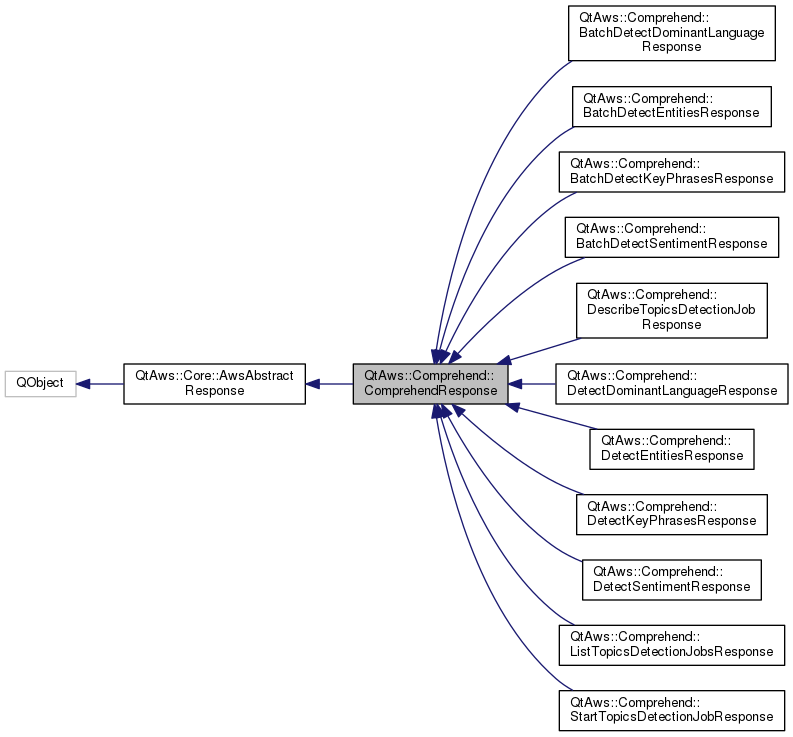 QObject
QtAws::Core::AwsAbstract
Response
QtAws::Comprehend::
ComprehendResponse
QtAws::Comprehend::
BatchDetectDominantLanguage
Response
QtAws::Comprehend::
BatchDetectEntitiesResponse
QtAws::Comprehend::
BatchDetectKeyPhrasesResponse
QtAws::Comprehend::
BatchDetectSentimentResponse
QtAws::Comprehend::
DescribeTopicsDetectionJob
Response
QtAws::Comprehend::
DetectDominantLanguageResponse
QtAws::Comprehend::
DetectEntitiesResponse
QtAws::Comprehend::
DetectKeyPhrasesResponse
QtAws::Comprehend::
DetectSentimentResponse
QtAws::Comprehend::
ListTopicsDetectionJobsResponse
QtAws::Comprehend::
StartTopicsDetectionJobResponse